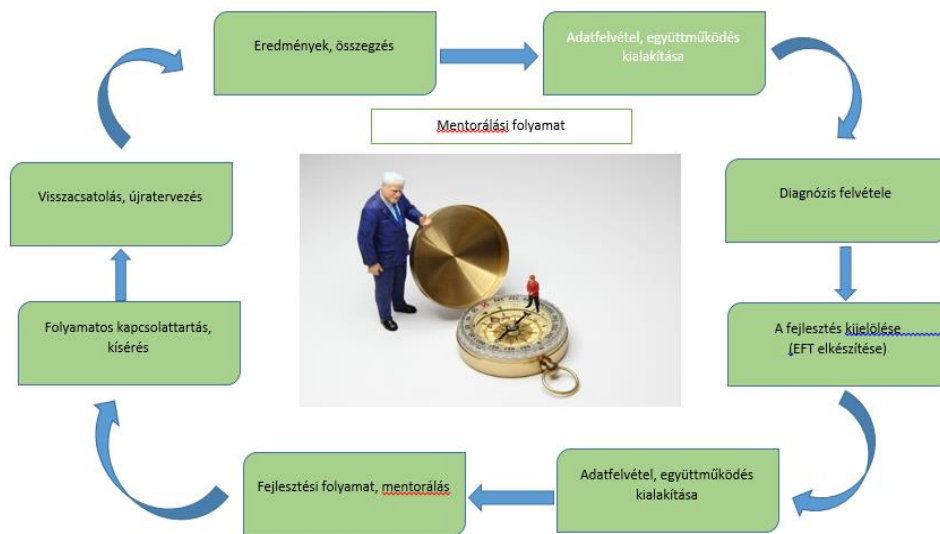 Eredmények, összegzés
Adatfelvétel, együttműködés
kialakítása
Mentorálási folyamat
Visszacsatolás, újratervezés
Diagnózis felvétele
Folyamatos kapcsolattartás,
kísérés
A fejlesztés kijelölése
(EFT elkészítése)
Fejlesztési folyamat, mentorálás
Adatfelvétel, együttműködés
kialakítása